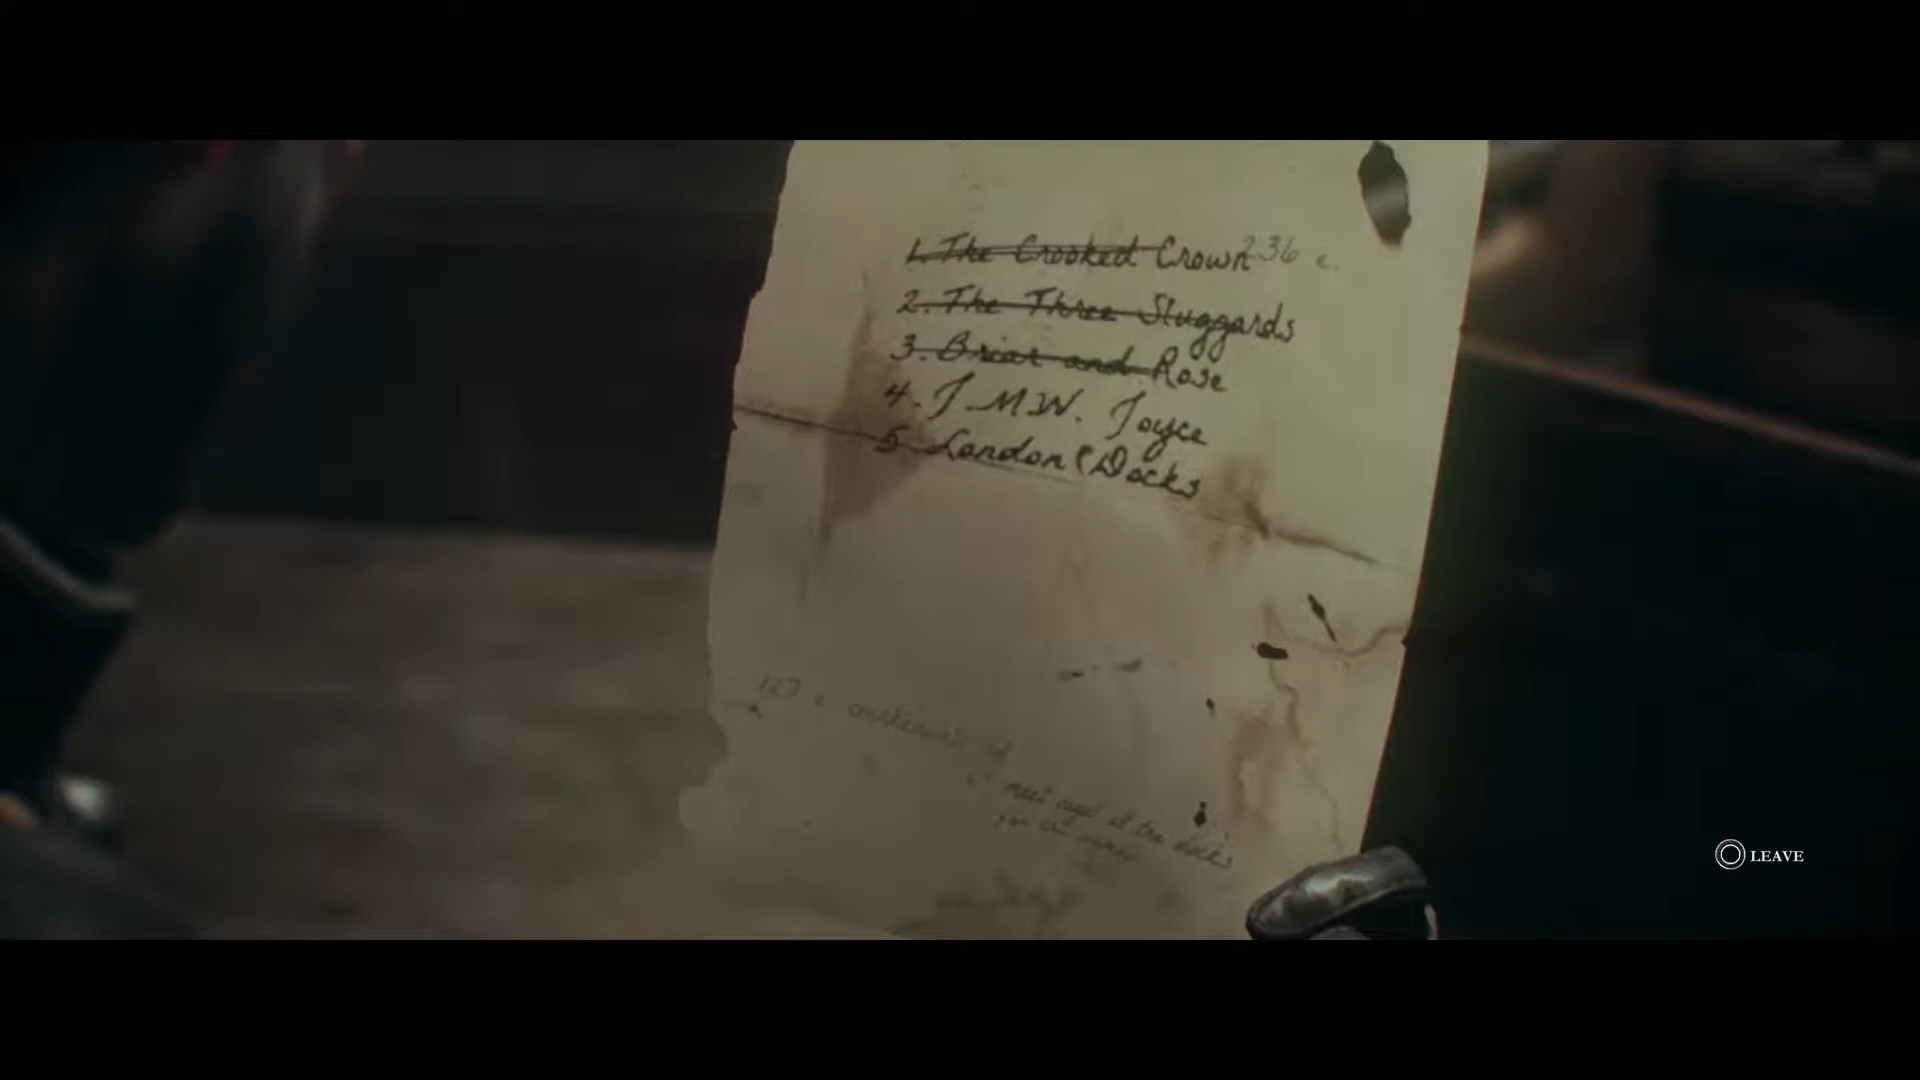 1. The Crooked Crown 236 e.
2. The Three Sluggards
3. Briar and Rose
4. J. M.W. Joyce
5. London Docks
127 e
meet at the docks
LEAVE